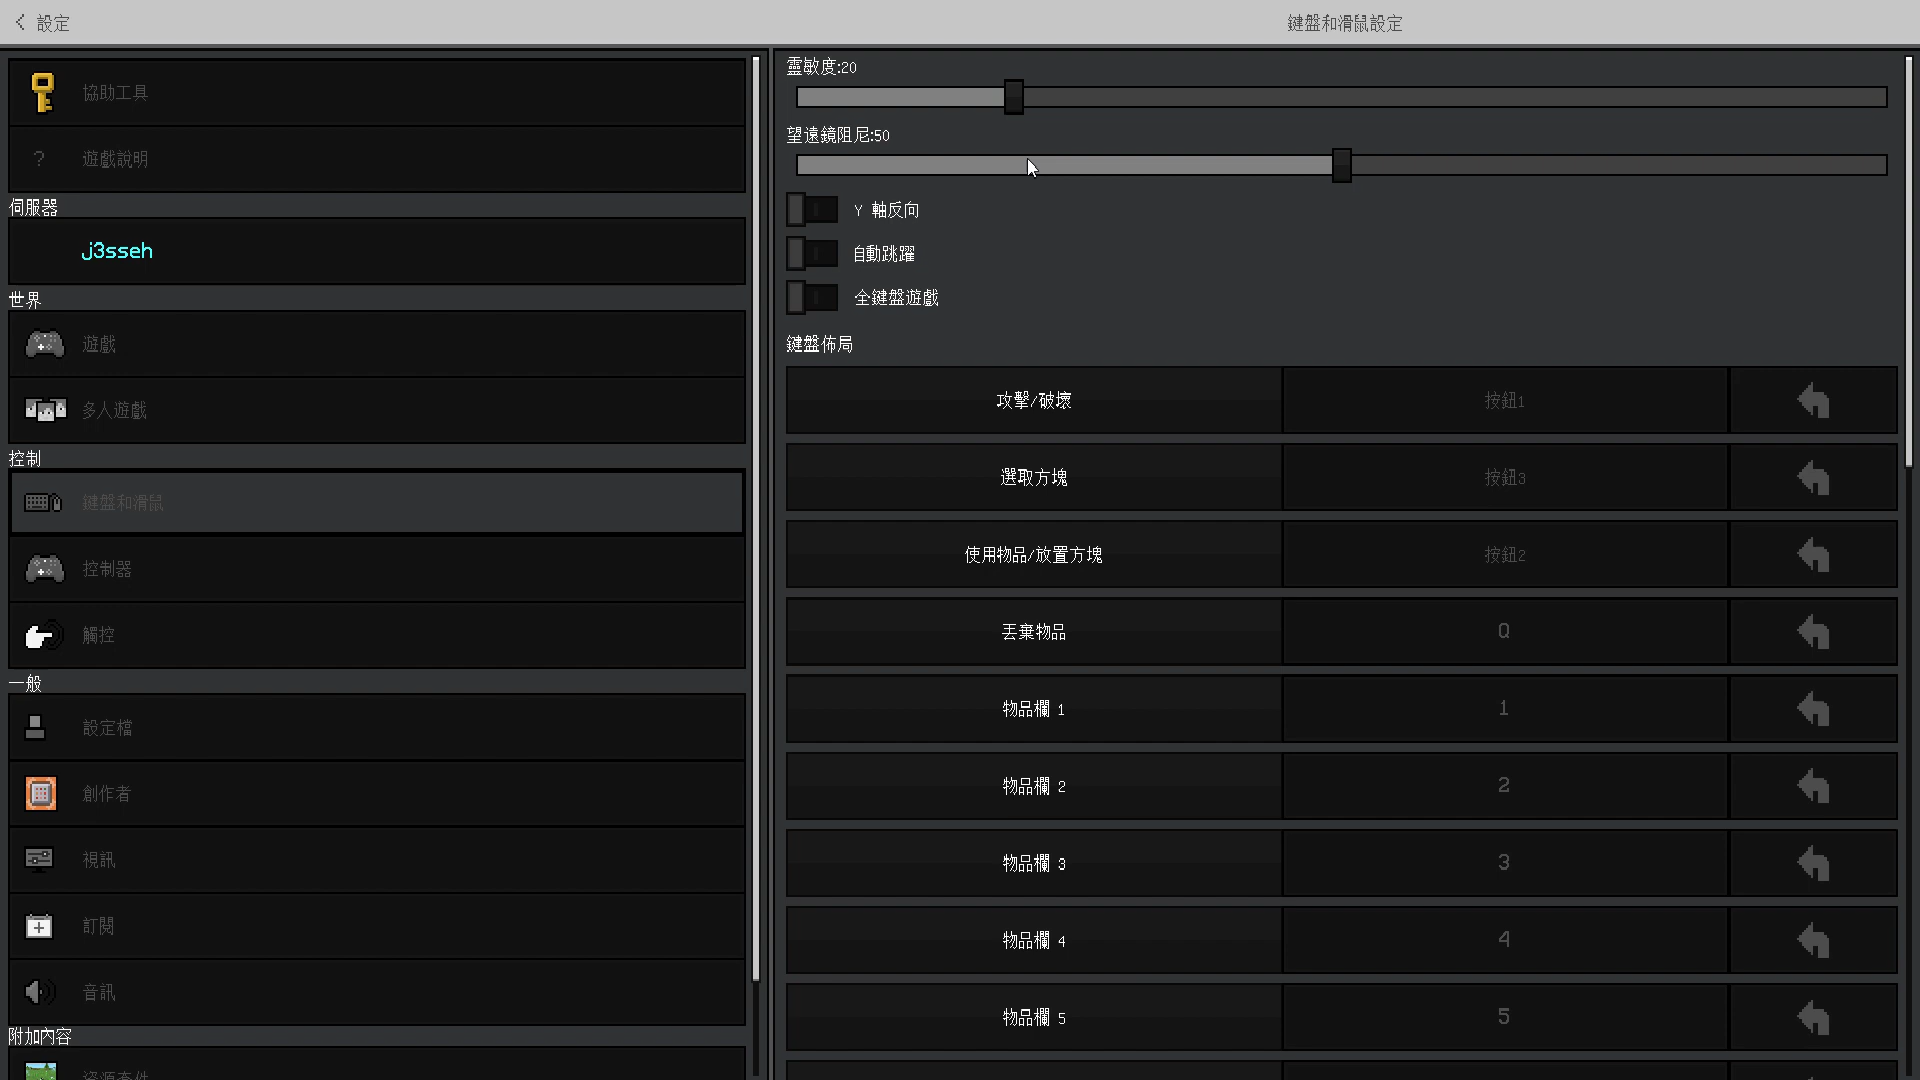 設定
鍵盤和滑鼠設定
協助工具
?
遊戲說明
伺服器
j3sseh
世界
遊戲
多人遊戲
控制
鍵盤和滑鼠
控制器
觸控
一般
設定檔
創作者
視訊
訂閱
音訊
附加內容
資源套件
靈敏度:20
望遠鏡阻尼:50
Y 軸反向
自動跳躍
全鍵盤遊戲
鍵盤佈局
攻擊/破壞 按鈕1
選取方塊 按鈕3
使用物品/放置方塊 按鈕2
丟棄物品 Q
物品欄 1 1
物品欄 2 2
物品欄 3 3
物品欄 4 4
物品欄 5 5